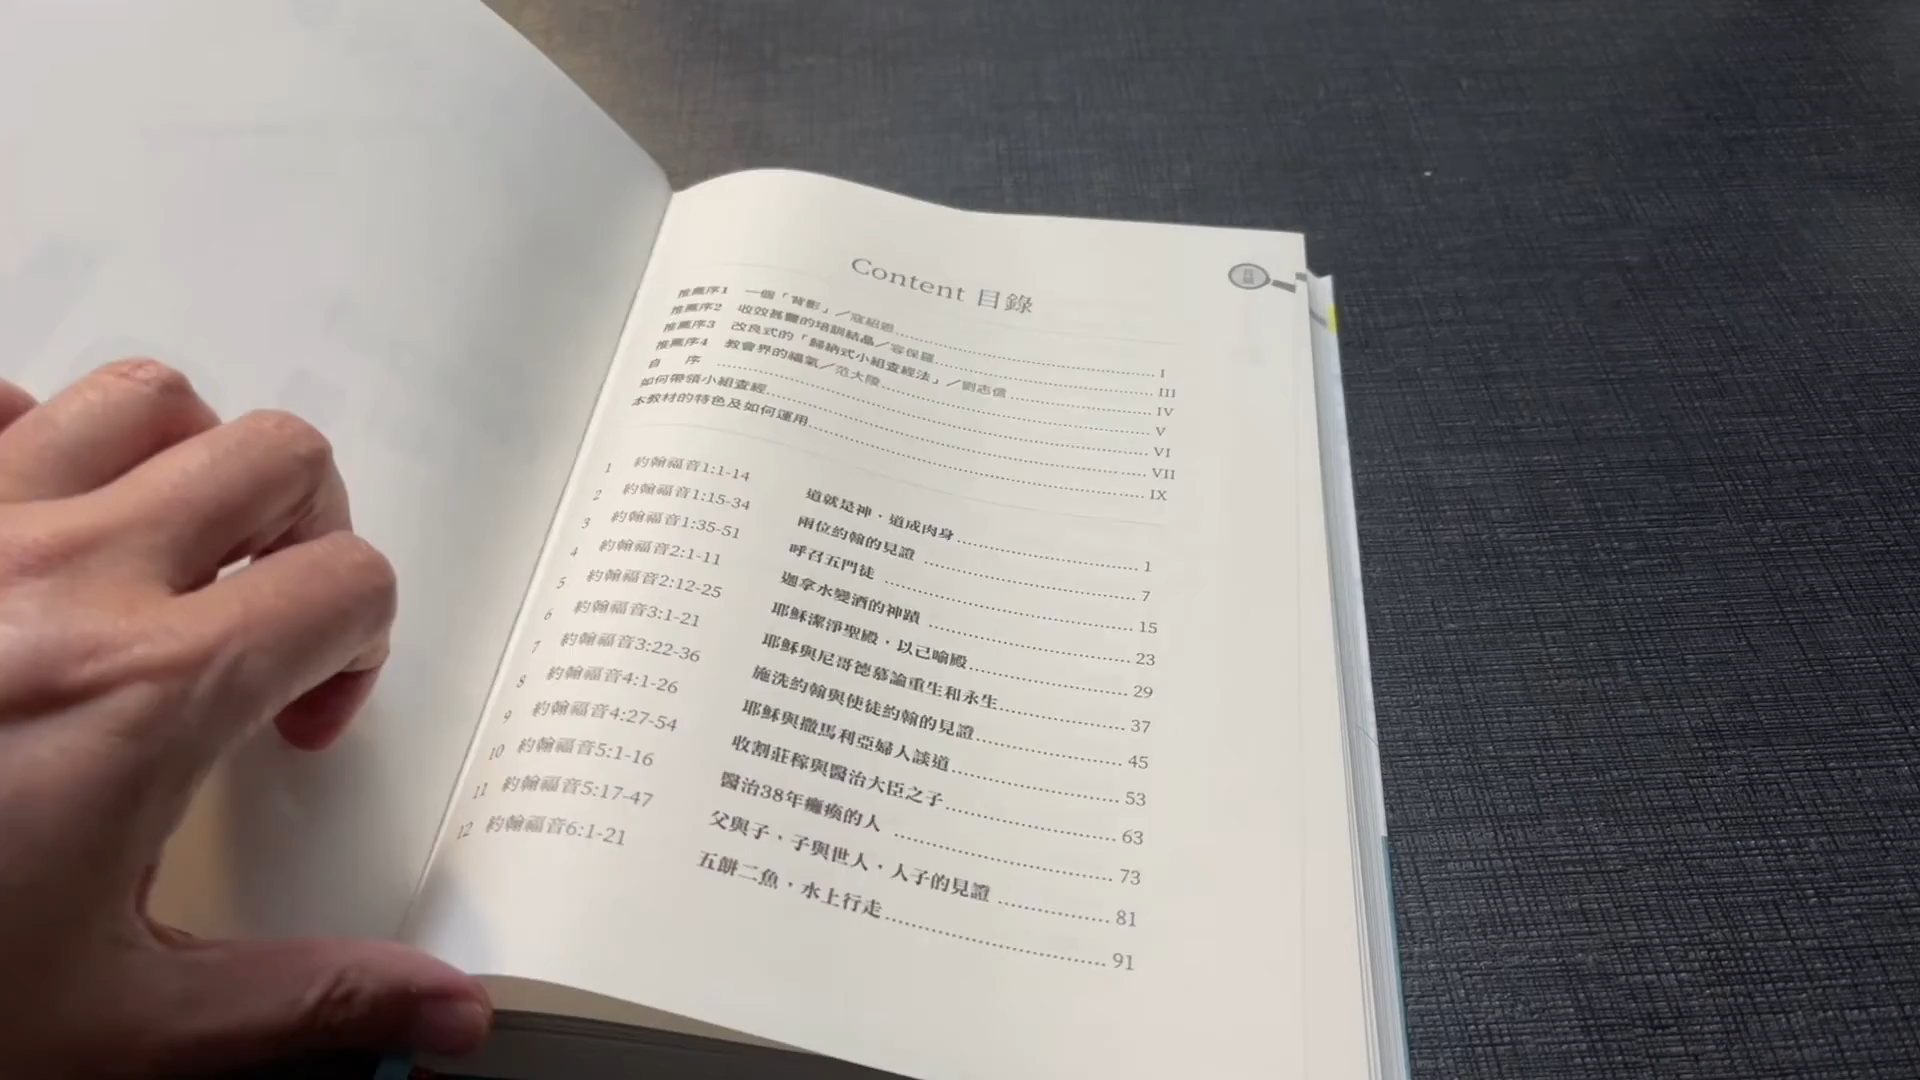 Content 目錄
推薦序1 一個「背影」／寇紹恩 I
推薦序2 收效甚豐的培訓結晶／容保羅 III
推薦序3 改良式的「歸納式小組查經法」／劉志信 IV
推薦序4 教會界的福氣／范大陵 V
自 序 VI
如何帶領小組查經 VII
本教材的特色及如何運用 IX
1 約翰福音1:1-14 道就是神，道成肉身 1
2 約翰福音1:15-34 兩位約翰的見證 7
3 約翰福音1:35-51 呼召五門徒 15
4 約翰福音2:1-11 迦拿水變酒的神蹟 23
5 約翰福音2:12-25 耶穌潔淨聖殿，以己喻殿 29
6 約翰福音3:1-21 耶穌與尼哥德慕論重生和永生 37
7 約翰福音3:22-36 施洗約翰與使徒約翰的見證 45
8 約翰福音4:1-26 耶穌與撒馬利亞婦人談道 53
9 約翰福音4:27-54 收割莊稼與醫治大臣之子 63
10 約翰福音5:1-16 醫治38年癱瘓的人 73
11 約翰福音5:17-47 父與子，子與世人，人子的見證 81
12 約翰福音6:1-21 五餅二魚，水上行走 91